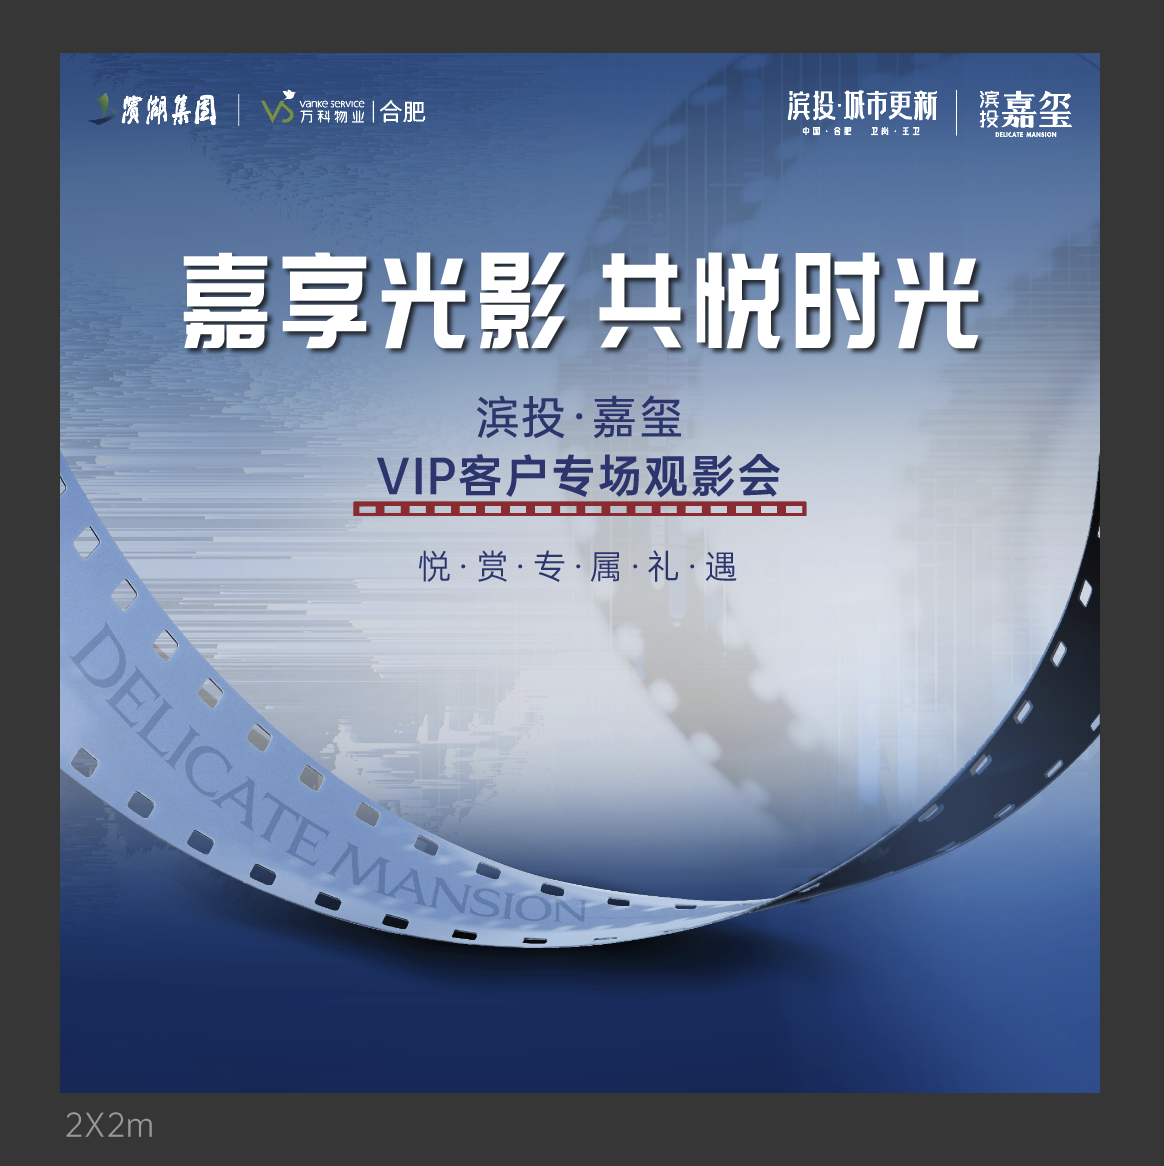 滨湖集团
VANKE SERVICE
万科物业 | 合肥
滨投·城市更新
中国·合肥 卫岗·王卫
滨投 嘉玺
DELICATE MANSION
嘉享光影 共悦时光
滨投·嘉玺
VIP客户专场观影会
悦·赏·专·属·礼·遇
DELICATE MANSION
2X2m